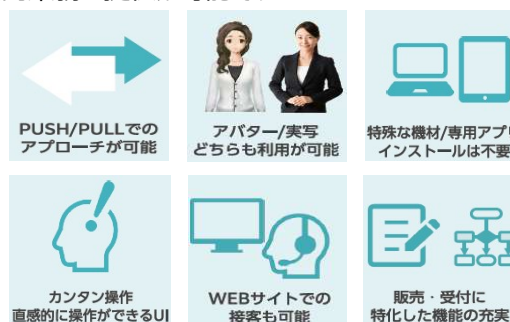 PUSH/PULLでの
アプローチが可能
アバター/実写
どちらも利用が可能
特殊な機材/専用アプリ
インストールは不要
カンタン操作
直感的に操作ができるUI
WEBサイトでの
接客も可能
販売・受付に
特化した機能の充実